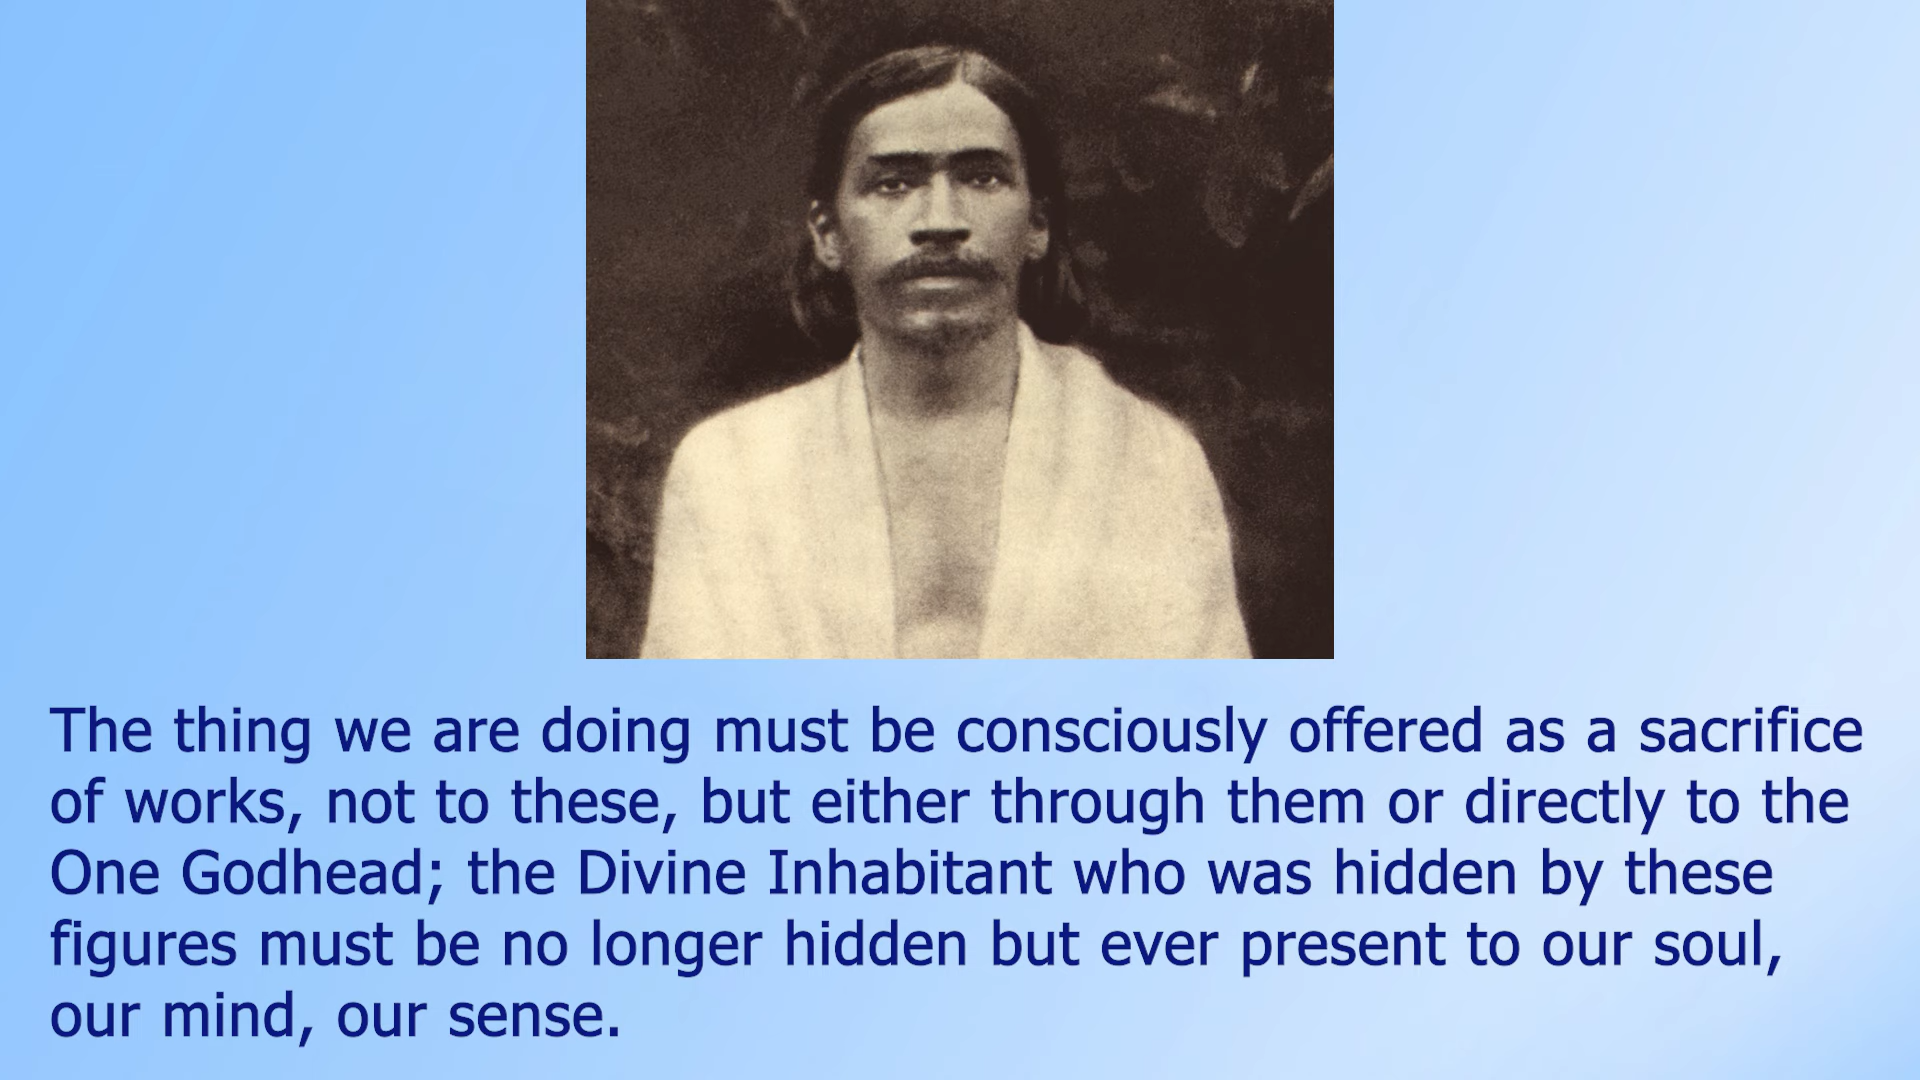 The thing we are doing must be consciously offered as a sacrifice
of works, not to these, but either through them or directly to the
One Godhead; the Divine Inhabitant who was hidden by these
figures must be no longer hidden but ever present to our soul,
our mind, our sense.